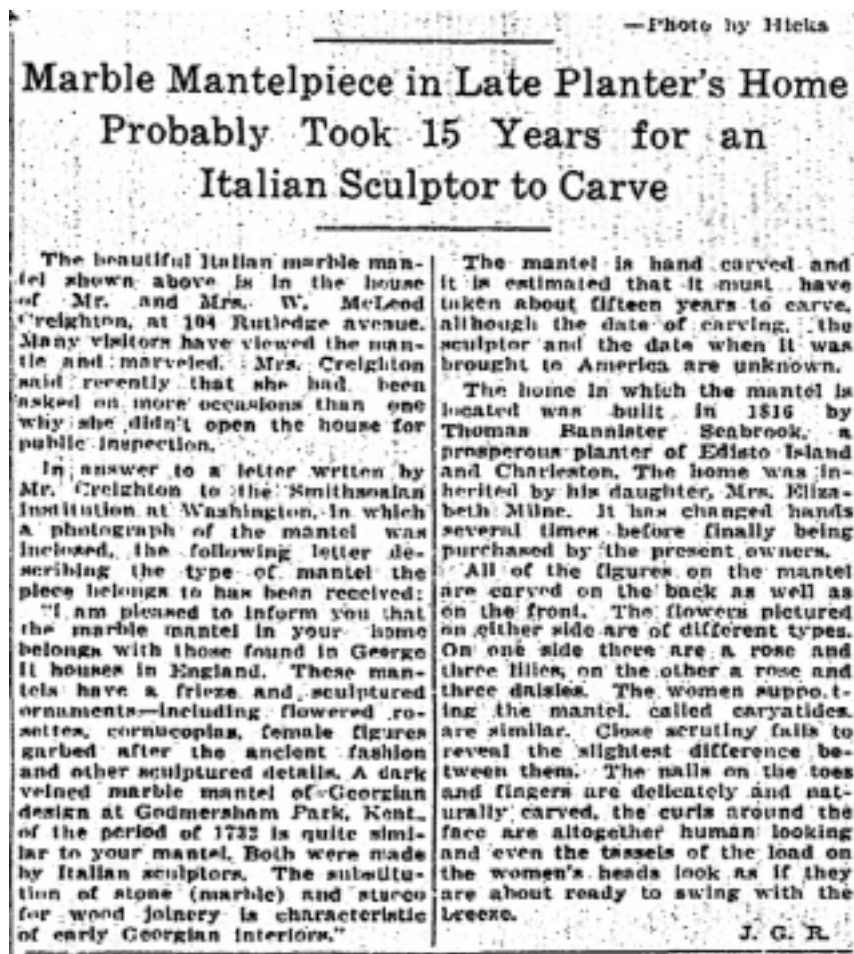 —Photo by Hicks
Marble Mantelpiece in Late Planter's Home
Probably Took 15 Years for an
Italian Sculptor to Carve
The beautiful Italian marble man-
tel shown above is in the house
of Mr. and Mrs. W. McLeod
Creighton, at 104 Rutledge avenue.
Many visitors have viewed the man-
tle and marveled. Mrs. Creighton
said recently that she had been
asked on more occasions than one
why she didn't open the house for
public inspection.
In answer to a letter written by
Mr. Creighton to the Smithsonian
Institution at Washington, in which
a photograph of the mantel was
inclosed, the following letter de-
scribing the type of mantel the
piece belongs to has been received:
"I am pleased to inform you that
the marble mantel in your home
belongs with those found in George
II houses in England. These man-
tels have a frieze and sculptured
ornaments—including flowered ro-
settes, cornucopias, female figures
garbed after the ancient fashion
and other sculptured details. A dark
veined marble mantel of Georgian
design at Godmersham Park, Kent,
of the period of 1732 is quite simi-
lar to your mantel. Both were made
by Italian sculptors. The substitu-
tion of stone (marble) and stucco
for wood joinery is characteristic
of early Georgian interiors."
The mantel is hand carved and
it is estimated that it must have
taken about fifteen years to carve,
although the date of carving, the
sculptor and the date when it was
brought to America are unknown.
The home in which the mantel is
located was built in 1816 by
Thomas Bannister Seabrook, a
prosperous planter of Edisto Island
and Charleston. The home was in-
herited by his daughter, Mrs. Eliza-
beth Milne. It has changed hands
several times before finally being
purchased by the present owners.
All of the figures on the mantel
are carved on the back as well as
on the front. The flowers pictured
on either side are of different types.
On one side there are a rose and
three lilies, on the other a rose and
three daisies. The women suppo.t-
ing the mantel, called caryatides,
are similar. Close scrutiny fails to
reveal the slightest difference be-
tween them. The nails on the toes
and fingers are delicately and nat-
urally carved, the curls around the
face are altogether human looking
and even the tassels of the load on
the women's heads look as if they
are about ready to swing with the
breeze.
J. G. R.